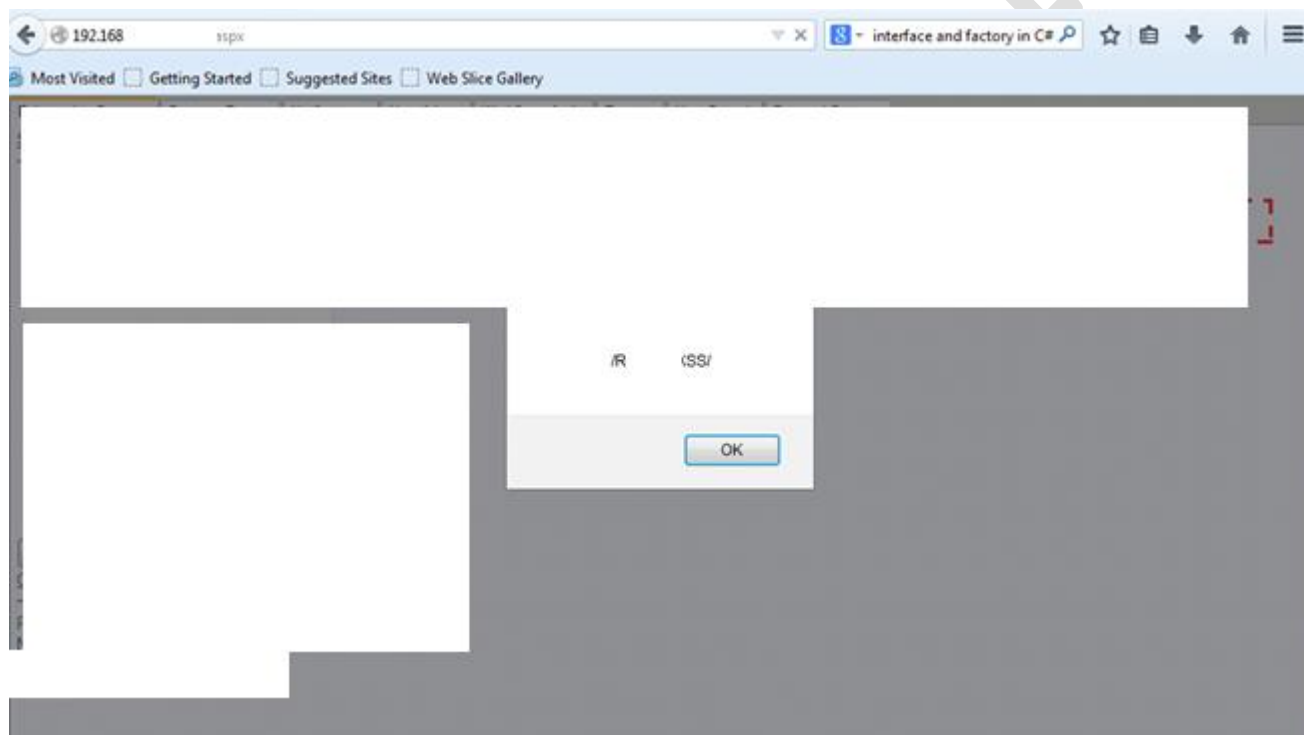 192.168 aspx interface and factory in C#
Most Visited Getting Started Suggested Sites Web Slice Gallery
/R (SS/
OK